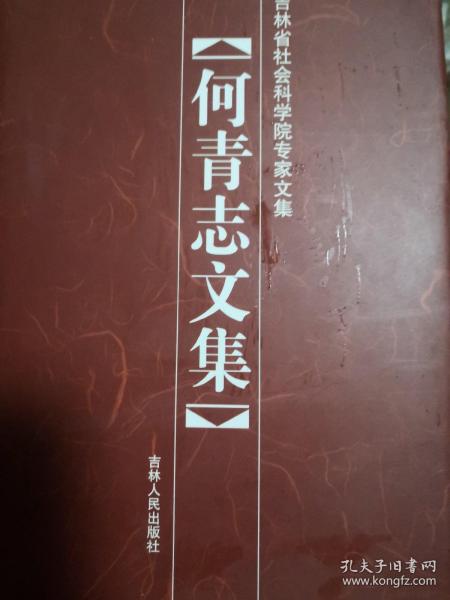 吉林省社会科学院专家文集
【何青志文集】
吉林人民出版社
孔夫子旧书网
www.kongfz.com